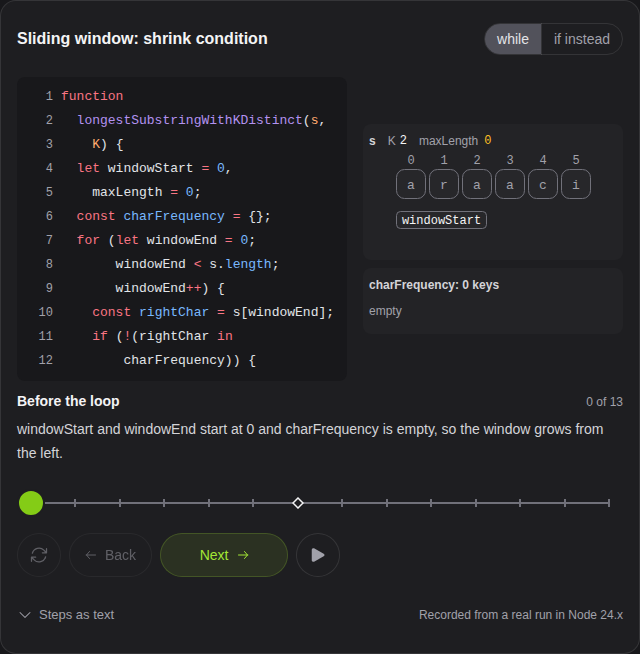 Sliding window: shrink condition
while
if instead
1 function
2 longestSubstringWithKDistinct(s,
3 K) {
4 let windowStart = 0,
5 maxLength = 0;
6 const charFrequency = {};
7 for (let windowEnd = 0;
8 windowEnd < s.length;
9 windowEnd++) {
10 const rightChar = s[windowEnd];
11 if (!(rightChar in
12 charFrequency)) {
s K 2 maxLength 0
0 1 2 3 4 5
a r a a c i
windowStart
charFrequency: 0 keys
empty
Before the loop
0 of 13
windowStart and windowEnd start at 0 and charFrequency is empty, so the window grows from
the left.
Back
Next
Steps as text
Recorded from a real run in Node 24.x